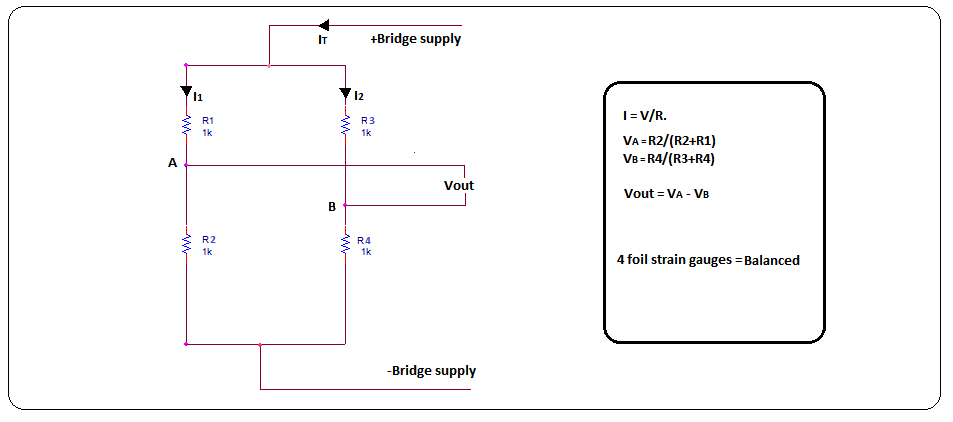 IT
+Bridge supply
I1
I2
R1
1k
R3
1k
A
Vout
B
R2
1k
R4
1k
-Bridge supply
I = V/R.
VA = R2/(R2+R1)
VB = R4/(R3+R4)
Vout = VA - VB
4 foil strain gauges = Balanced